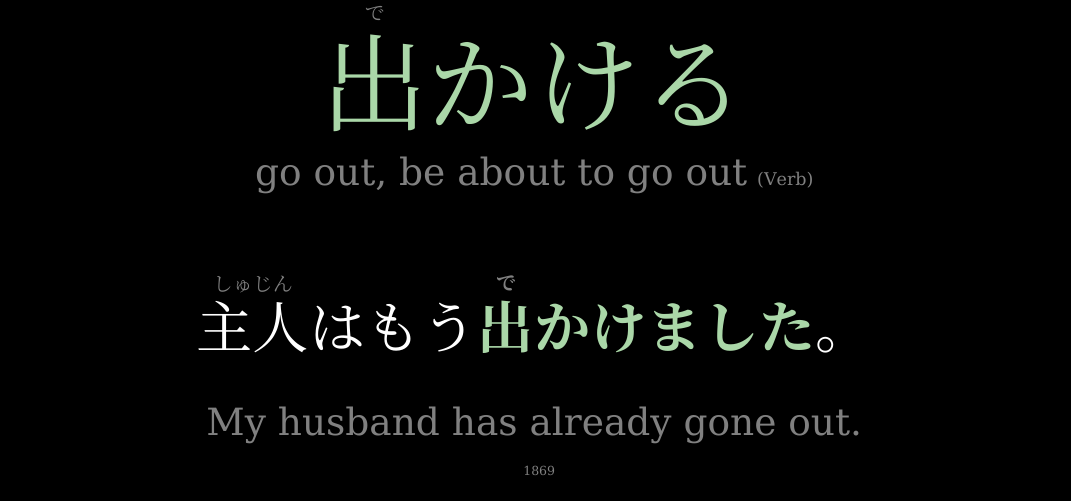 で
出かける
go out, be about to go out (Verb)
しゅじん で
主人はもう出かけました。
My husband has already gone out.
1869